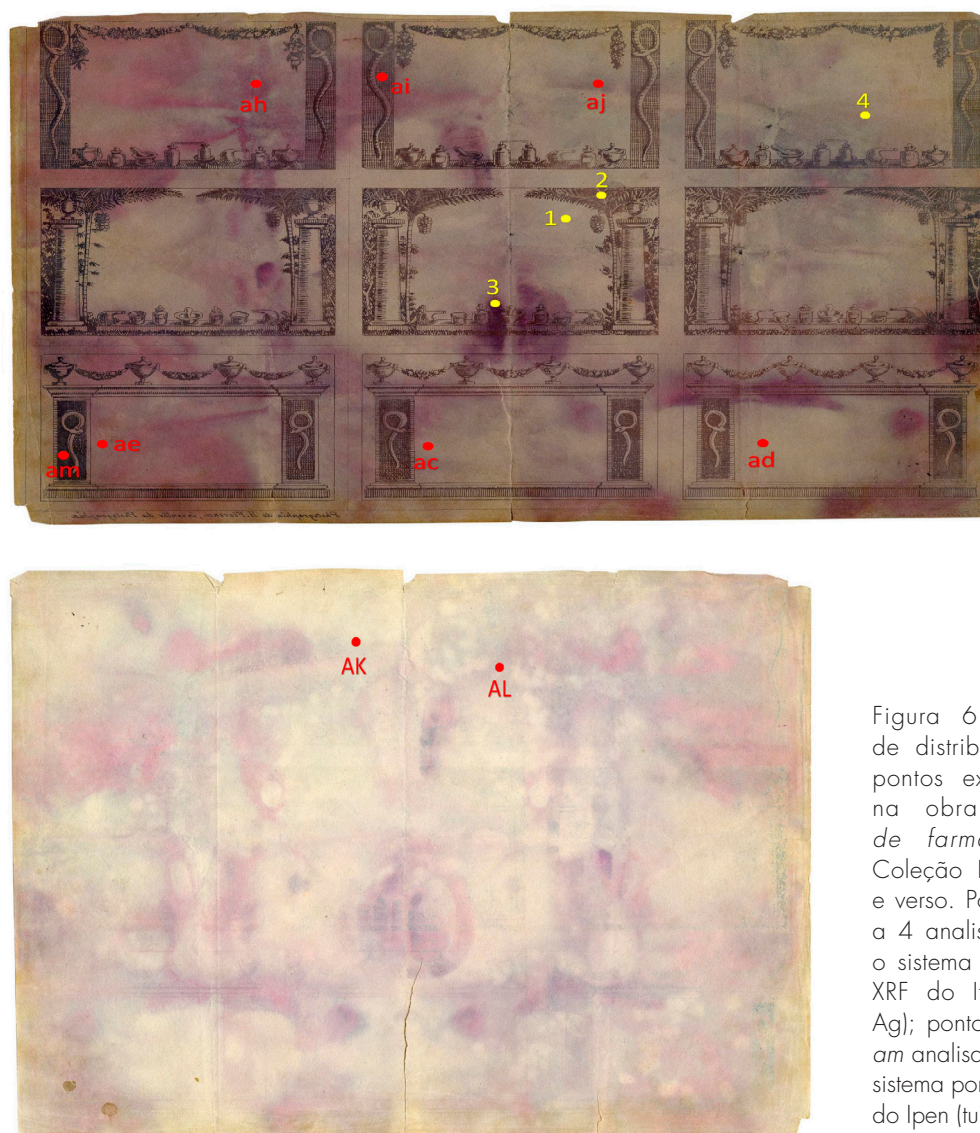 ah
ai
aj
4
2
1
3
am
ae
ac
ad
AK
AL
Figura 6
de distrib
pontos ex
na obra
de farma
Coleção
e verso. Pa
a 4 analis
o sistema
XRF do I
Ag); ponto
am analisa
sistema por
do Ipen (tu